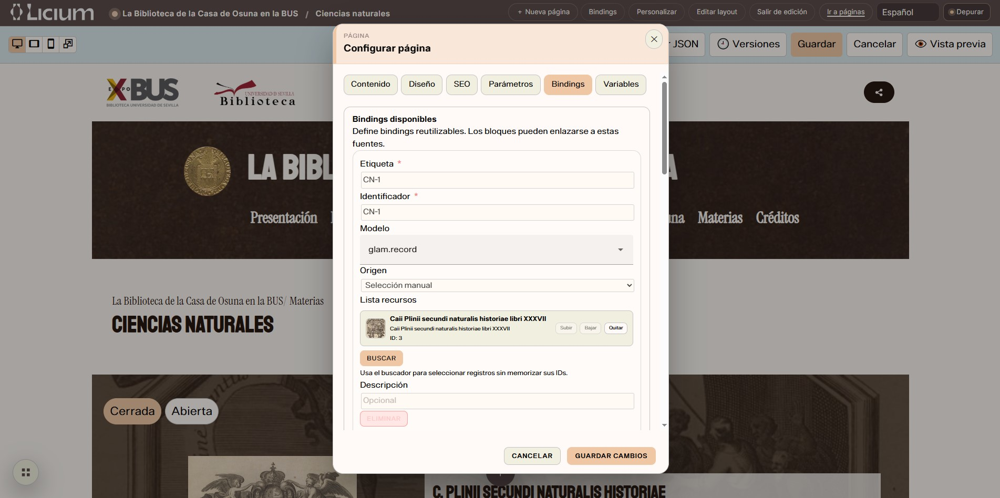 Licium
La Biblioteca de la Casa de Osuna en la BUS / Ciencias naturales
+ Nueva página
Bindings
Personalizar
Editar layout
Salir de edición
Ir a páginas
Español
Depurar
JSON
Versiones
Guardar
Cancelar
Vista previa
PÁGINA
Configurar página
Contenido
Diseño
SEO
Parámetros
Bindings
Variables
Bindings disponibles
Define bindings reutilizables. Los bloques pueden enlazarse a estas
fuentes.
Etiqueta *
CN-1
Identificador *
CN-1
Modelo
glam.record
Origen
Selección manual
Lista recursos
Caii Plinii secundi naturalis historiae libri XXXVII
Caii Plinii secundi naturalis historiae libri XXXVII
ID: 3
Subir
Bajar
Quitar
BUSCAR
Usa el buscador para seleccionar registros sin memorizar sus IDs.
Descripción
Opcional
ELIMINAR
CANCELAR
GUARDAR CAMBIOS
EXPO BUS
BIBLIOTECA UNIVERSIDAD DE SEVILLA
UNIVERSIDAD D SEVILLA
Biblioteca
LA BIBL
A
Presentación
una
Materias
Créditos
La Biblioteca de la Casa de Osuna en la BUS/ Materias
CIENCIAS NATURALES
Cerrada
Abierta
C. PLINII SECUNDI NATURALIS HISTORIAE